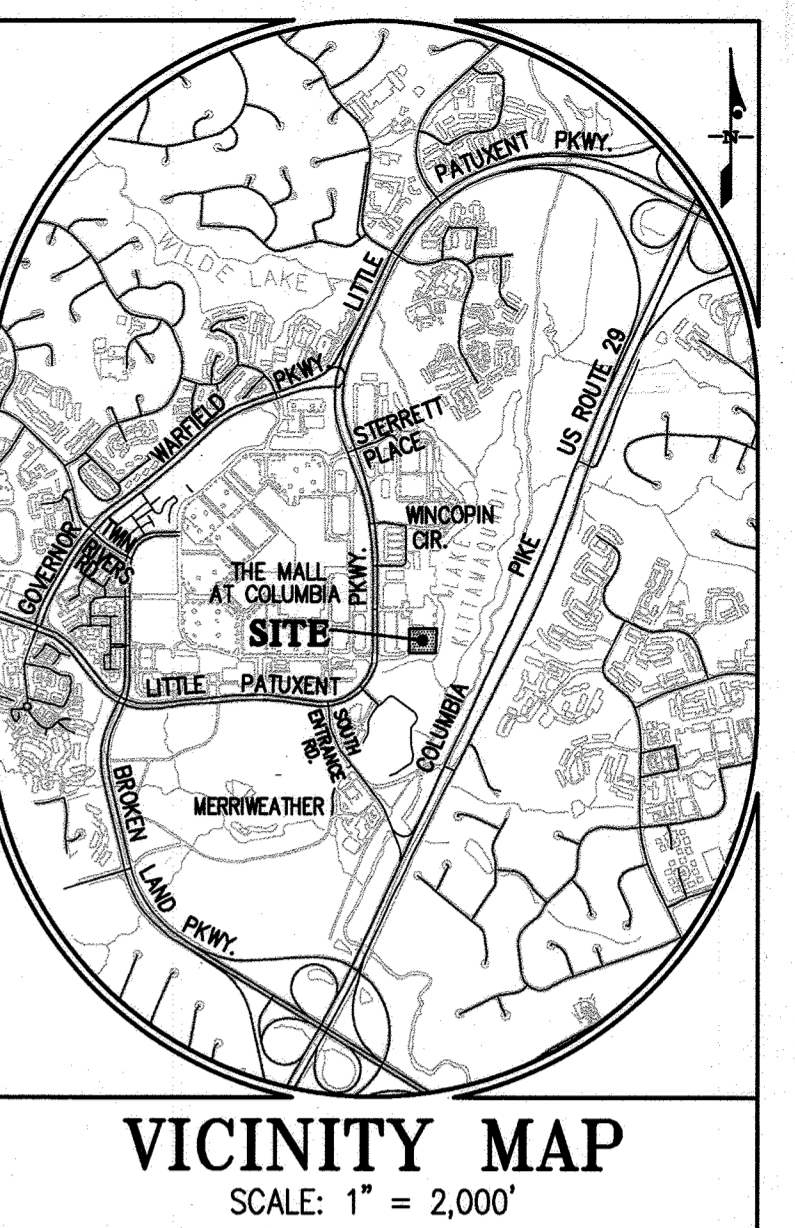 PATUXENT PKWY.
N
WILDE LAKE
LITTLE
PKWY.
WARFIELD
US ROUTE 29
STERRETT
PLACE
WINCOPIN
CIR.
GOVERNOR
TWIN
RIVERS
RD.
THE MALL
AT COLUMBIA
PKWY.
LAKE
KITTAMAQUNDI
PIKE
SITE
LITTLE PATUXENT
SOUTH
ENTRANCE
RD.
COLUMBIA
BROKEN
MERRIWEATHER
LAND
PKWY.
VICINITY MAP
SCALE: 1" = 2,000'